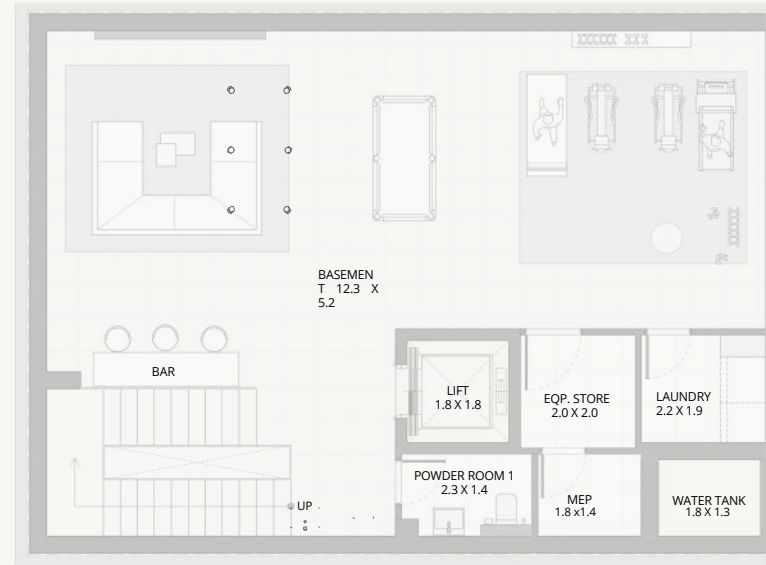 BASEMEN
T 12.3 X
5.2
BAR
LIFT
1.8 X 1.8
EQP. STORE
2.0 X 2.0
LAUNDRY
2.2 X 1.9
POWDER ROOM 1
2.3 X 1.4
MEP
1.8 x1.4
WATER TANK
1.8 X 1.3
UP